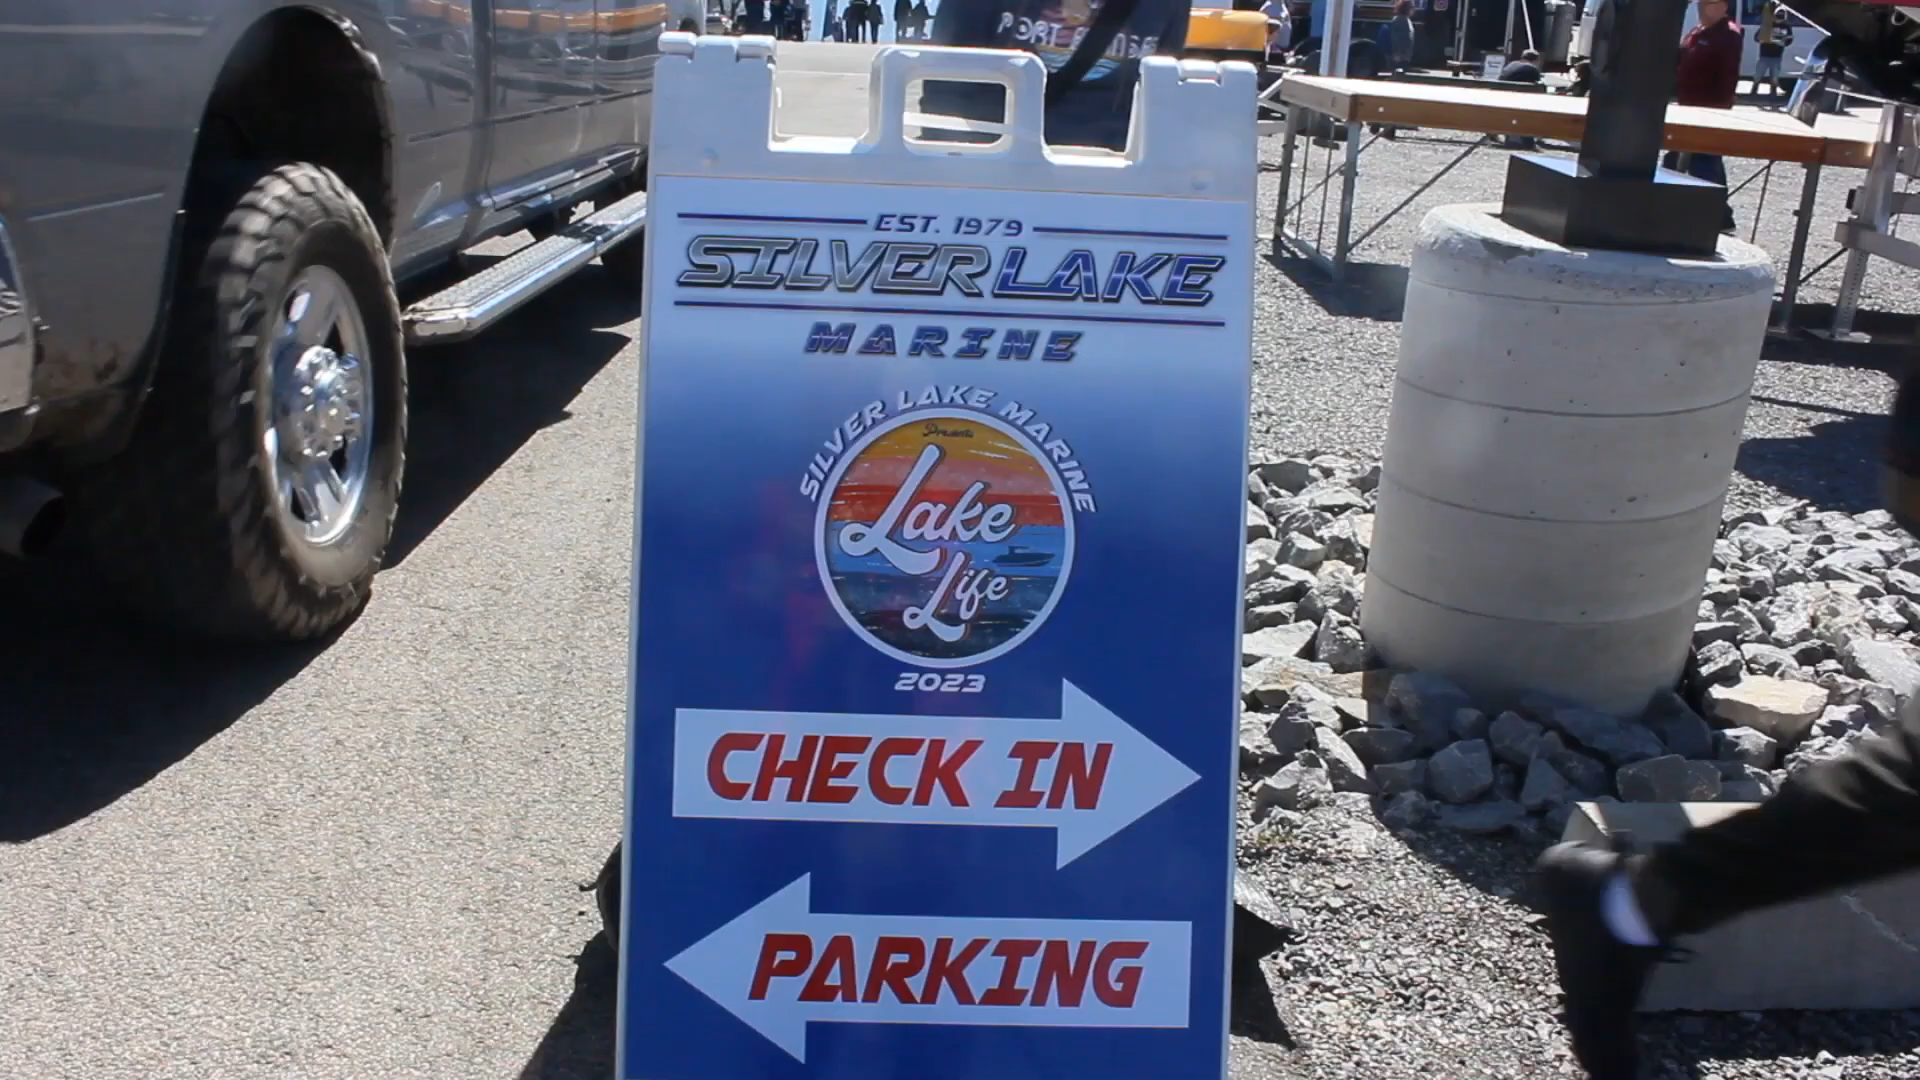 EST. 1979
SILVER LAKE
MARINE
SILVER LAKE MARINE
Presents
Lake
Life
2023
CHECK IN
PARKING